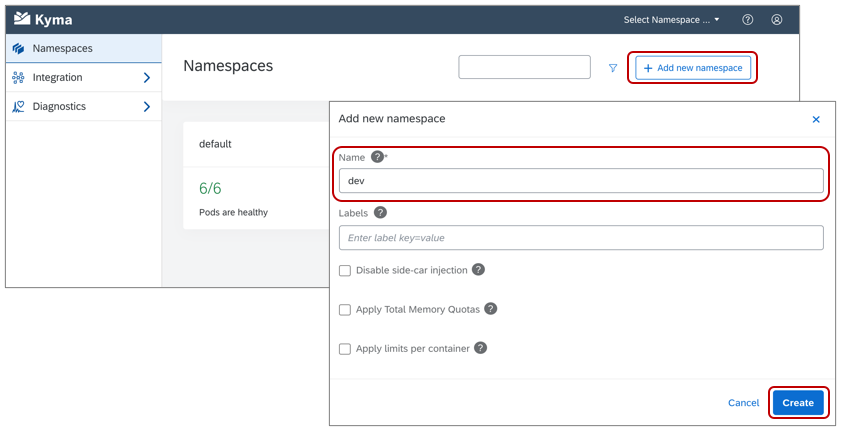 Kyma
Select Namespace ...
Namespaces
Integration
Diagnostics
Namespaces
+ Add new namespace
default
6/6
Pods are healthy
Add new namespace
Name ?*
dev
Labels ?
Enter label key=value
Disable side-car injection ?
Apply Total Memory Quotas ?
Apply limits per container ?
Cancel
Create